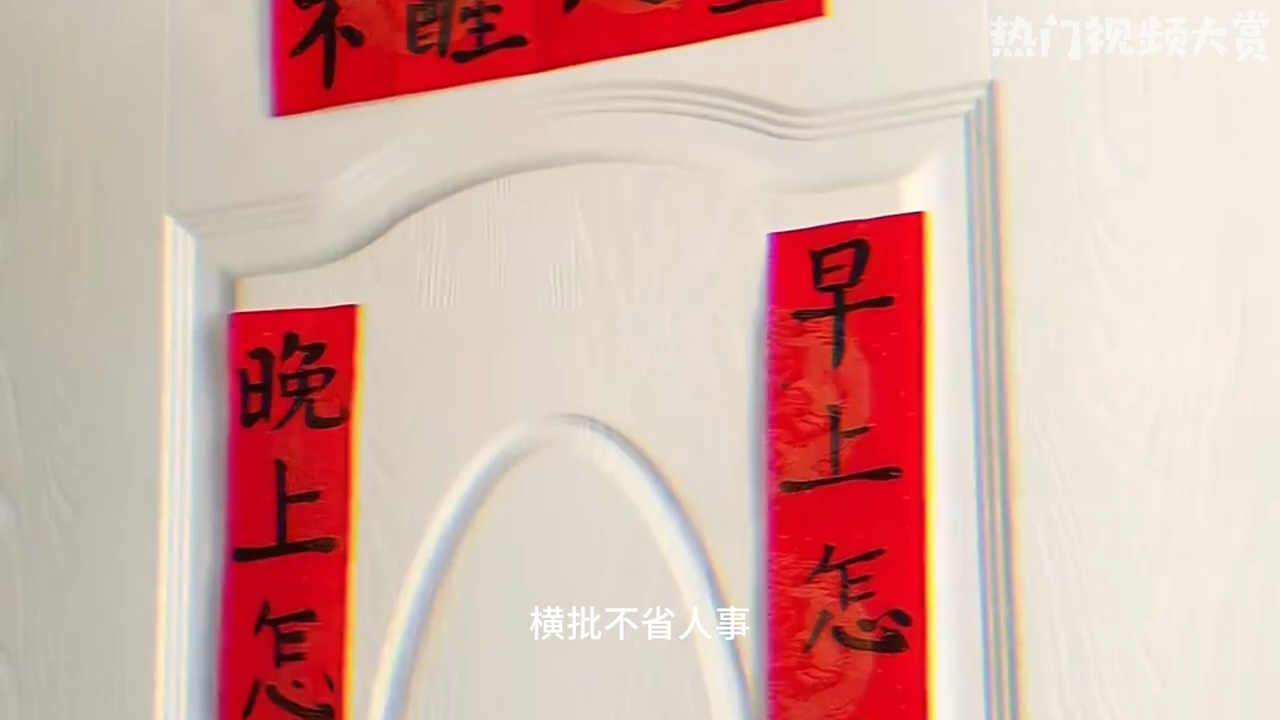 热门视频大赏
不醒
早上怎
晚上怎
横批不省人事